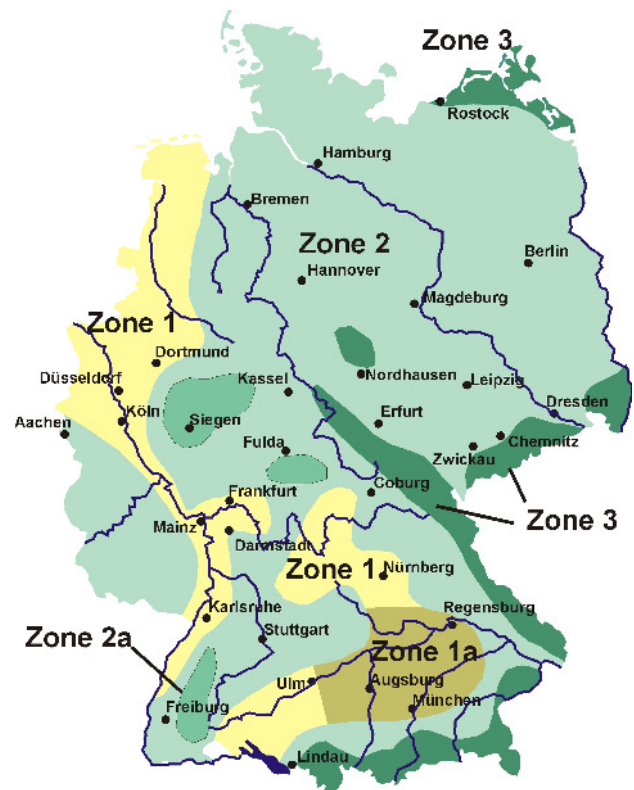 Zone 3
Rostock
Hamburg
Bremen
Zone 2
Berlin
Hannover
Magdeburg
Zone 1
Dortmund
Nordhausen
Leipzig
Düsseldorf
Kassel
Dresden
Köln
Siegen
Erfurt
Aachen
Chemnitz
Fulda
Zwickau
Coburg
Frankfurt
Zone 3
Mainz
Darmstadt
Zone 1
Nürnberg
Karlsruhe
Regensburg
Zone 2a
Stuttgart
Zone 1a
Ulm
Augsburg
München
Freiburg
Lindau